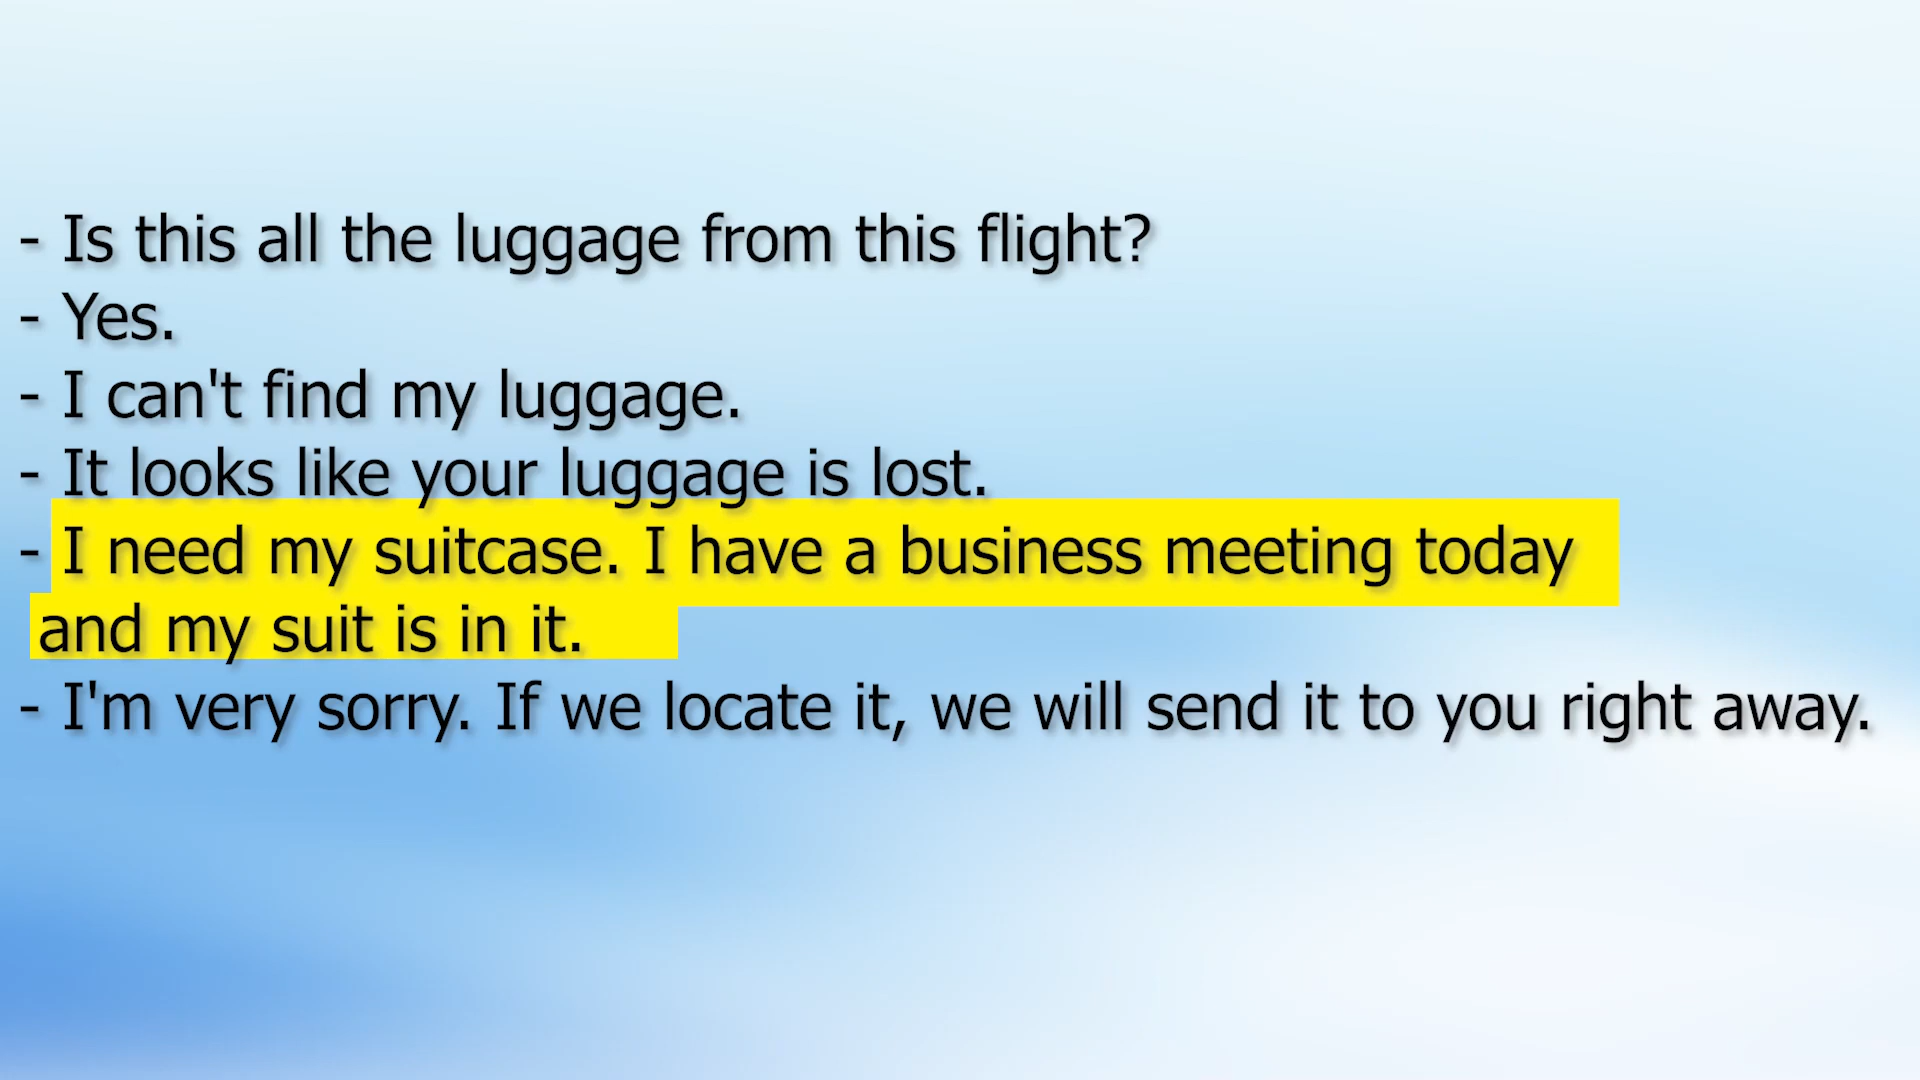 - Is this all the luggage from this flight?
- Yes.
- I can't find my luggage.
- It looks like your luggage is lost.
- I need my suitcase. I have a business meeting today
and my suit is in it.
- I'm very sorry. If we locate it, we will send it to you right away.